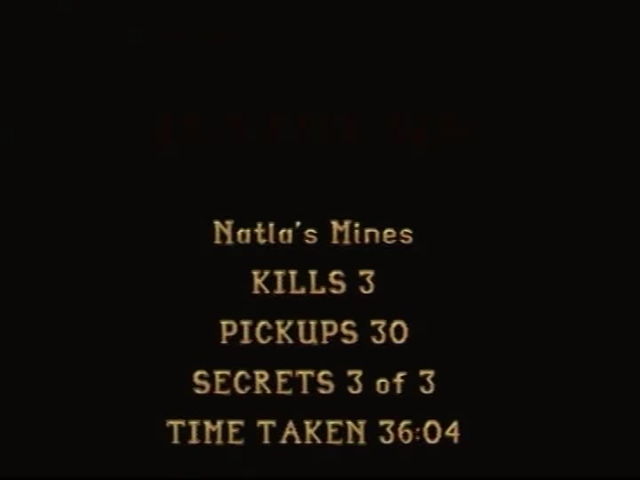 Natla's Mines
KILLS 3
PICKUPS 30
SECRETS 3 of 3
TIME TAKEN 36:04